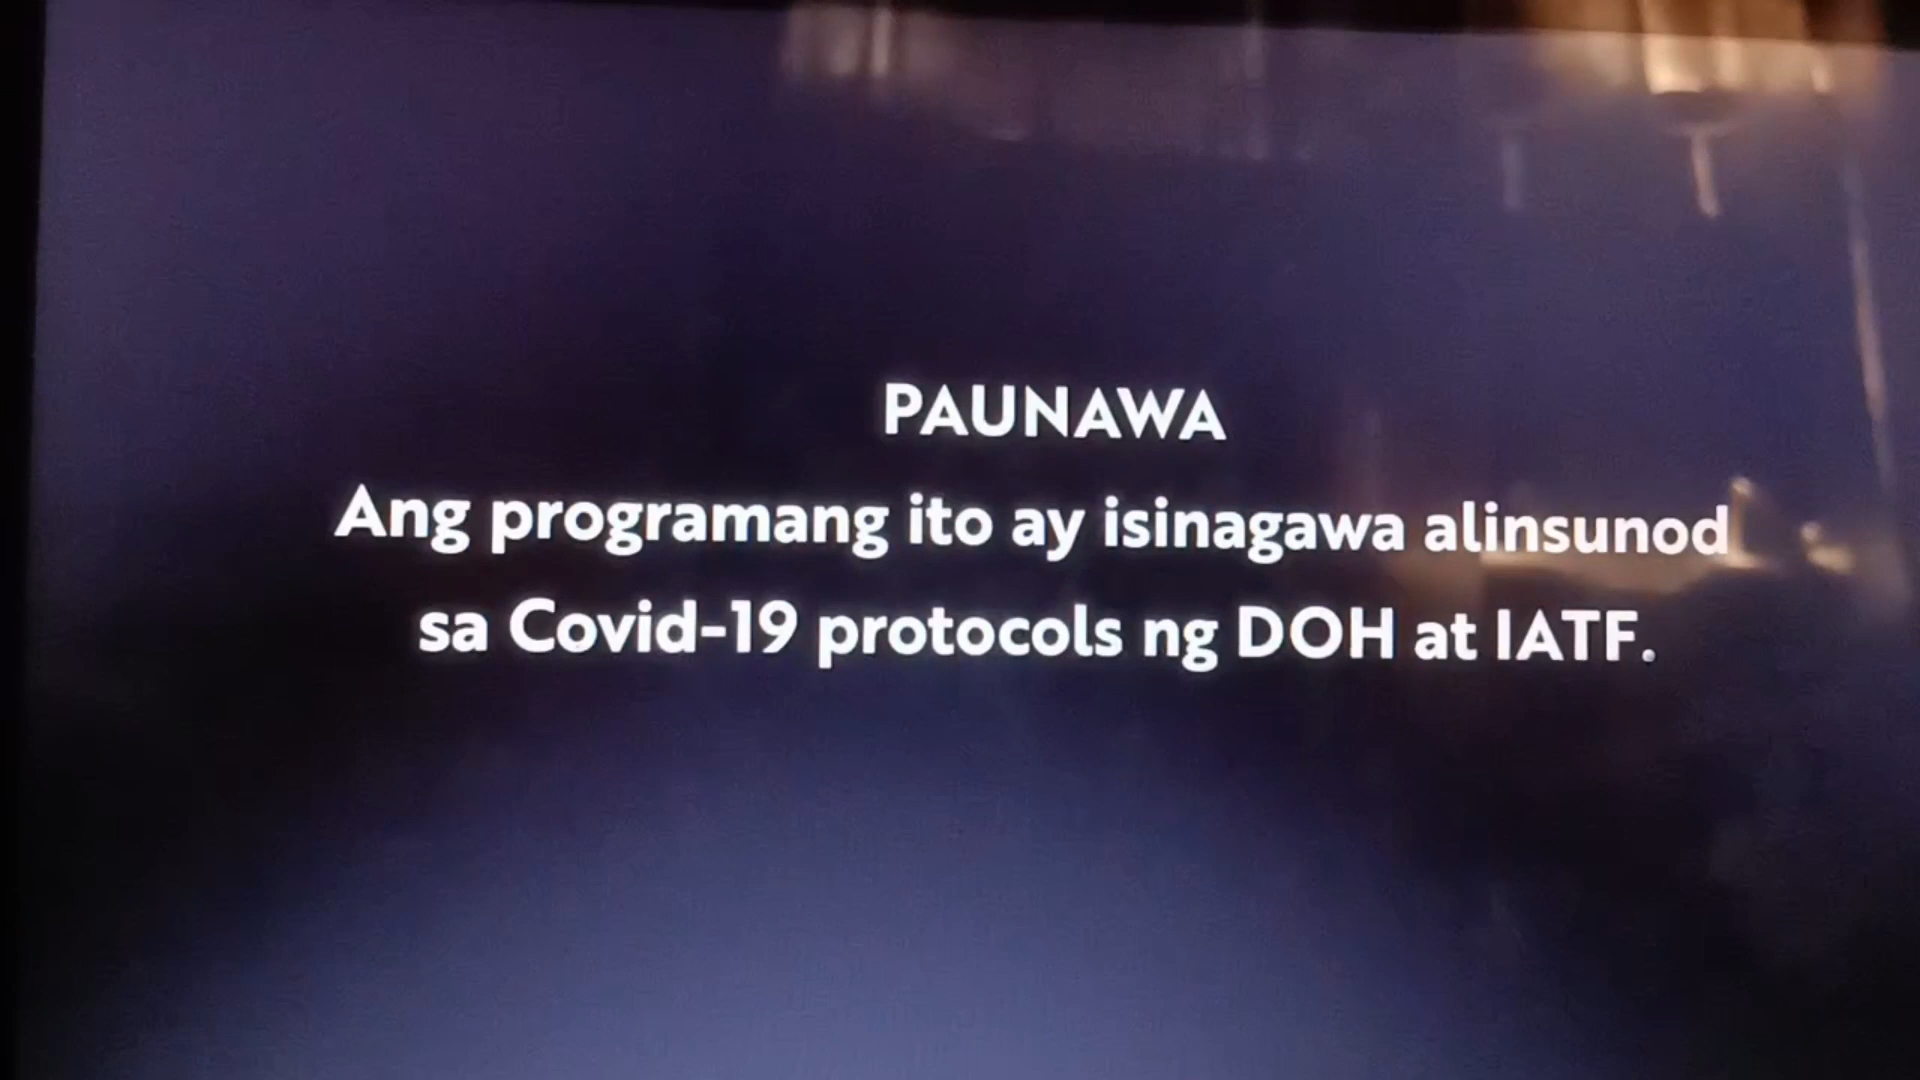 PAUNAWA
Ang programang ito ay isinagawa alinsunod
sa Covid-19 protocols ng DOH at IATF.